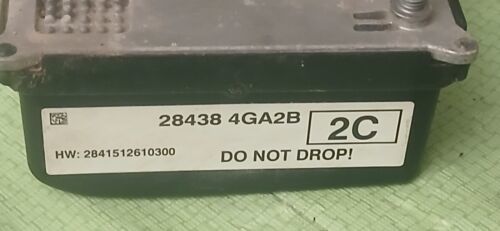 28438 4GA2B 2C
HW: 2841512610300 DO NOT DROP!